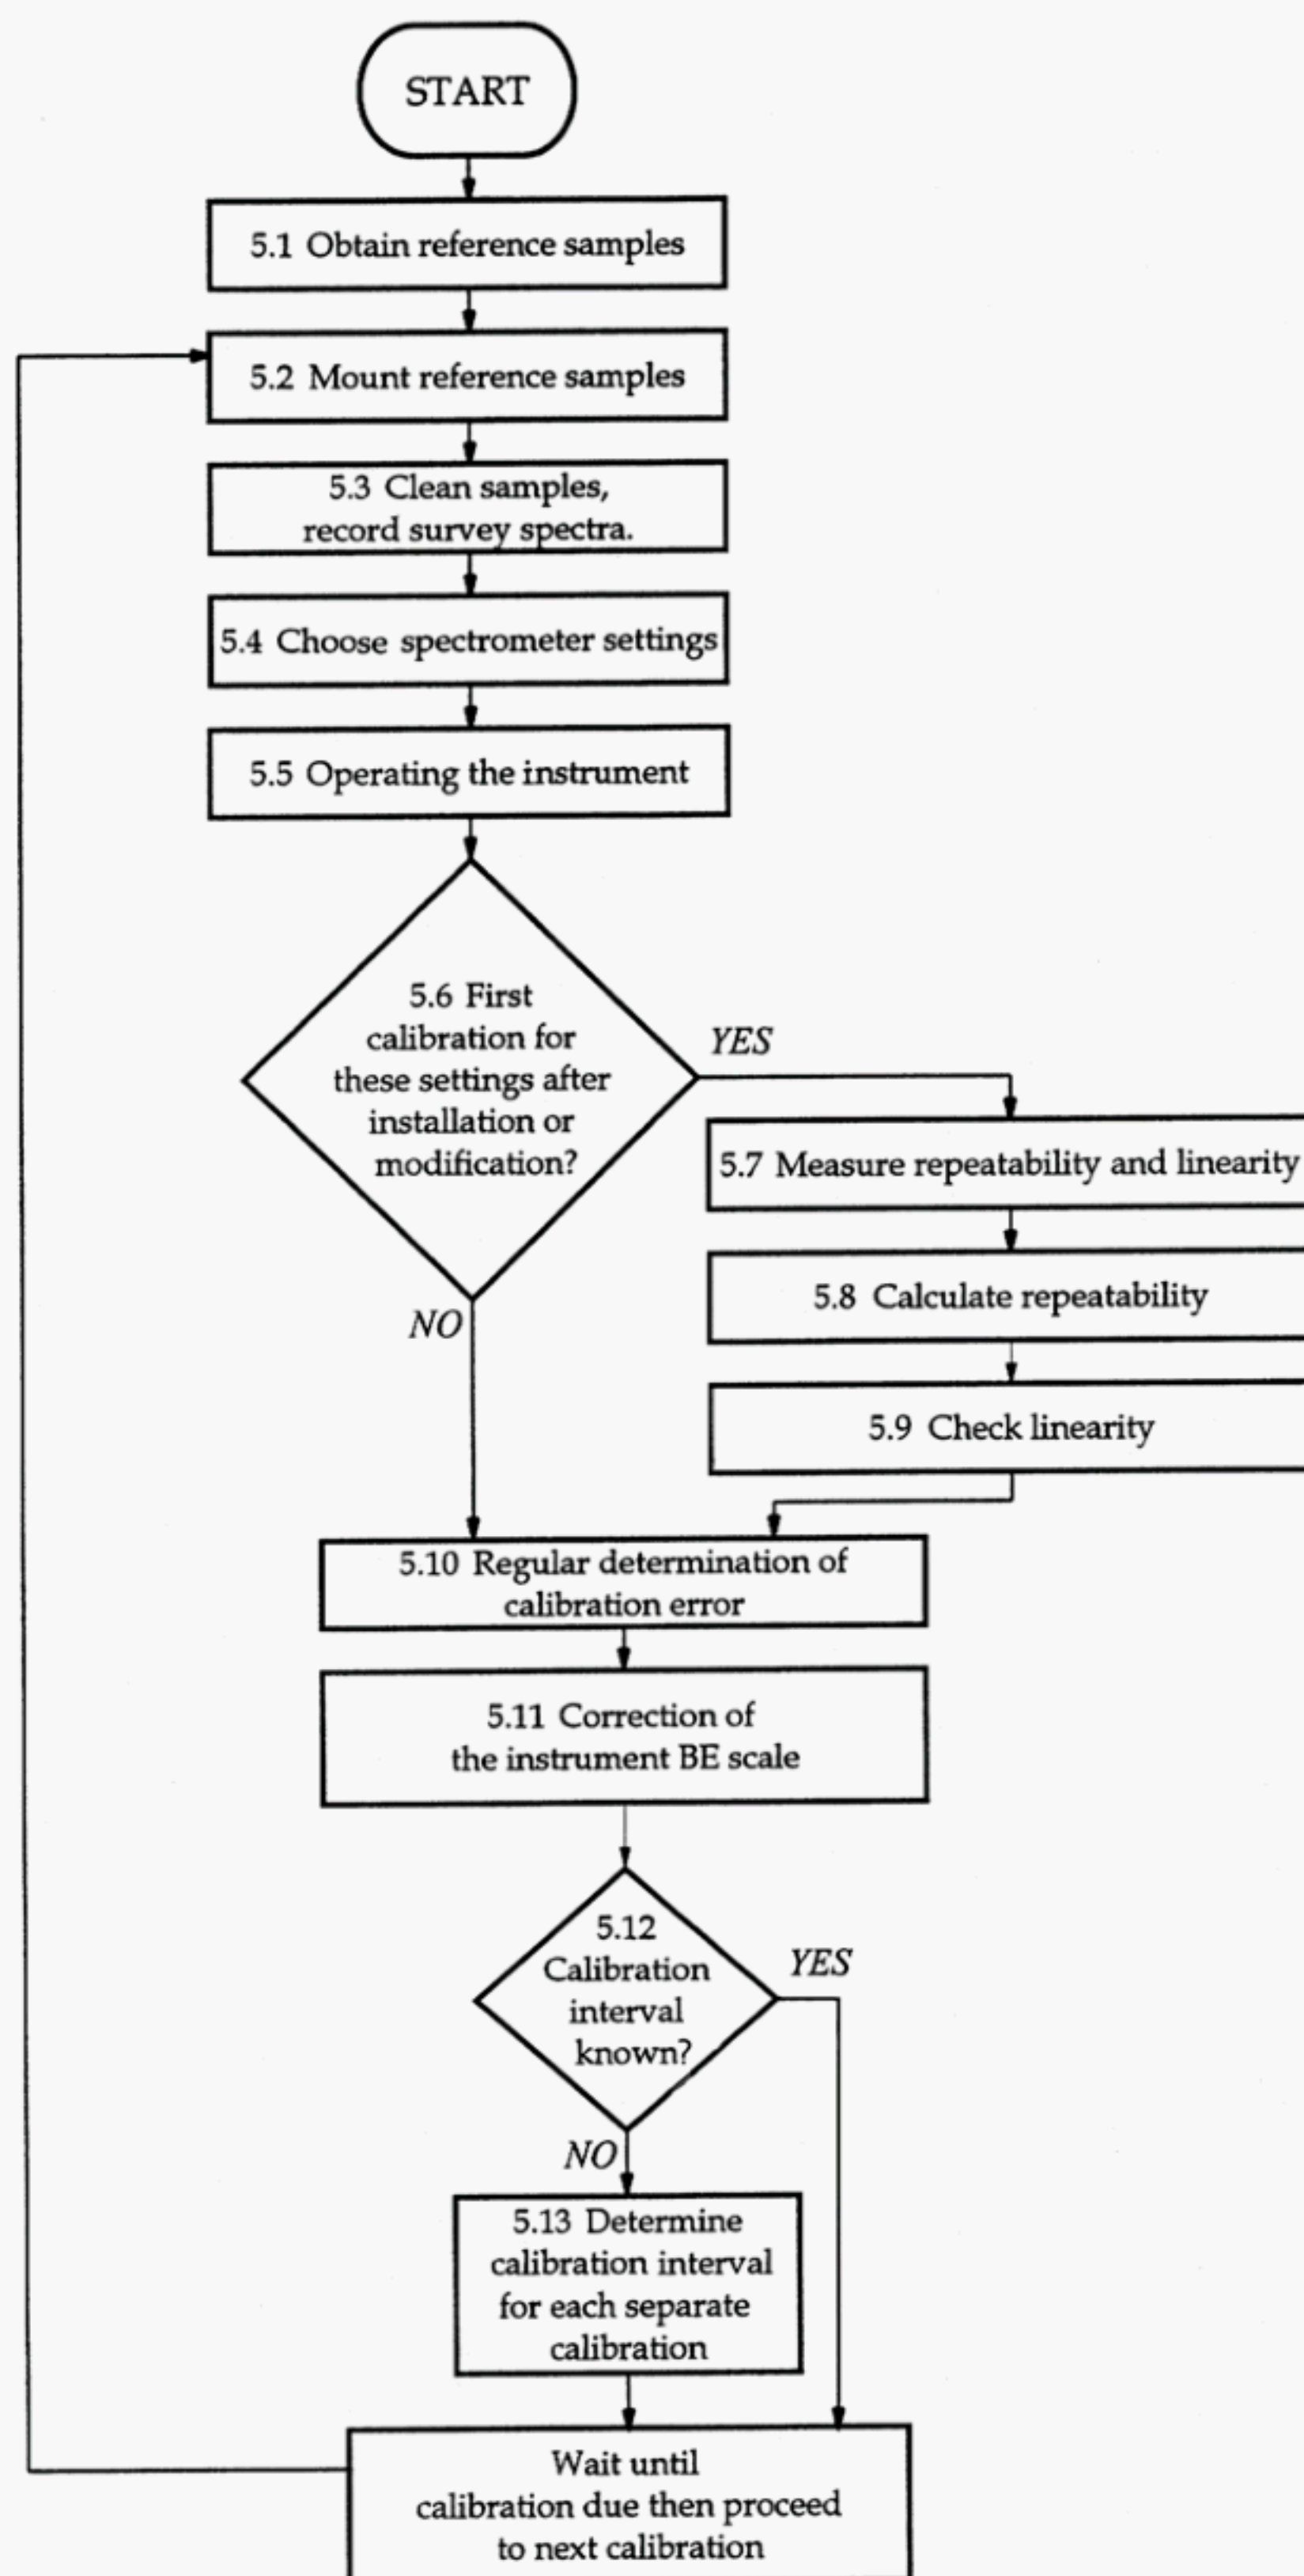 START
5.1 Obtain reference samples
5.2 Mount reference samples
5.3 Clean samples,
record survey spectra.
5.4 Choose spectrometer settings
5.5 Operating the instrument
5.6 First
calibration for
these settings after
installation or
modification?
YES
5.7 Measure repeatability and linearity
5.8 Calculate repeatability
5.9 Check linearity
NO
5.10 Regular determination of
calibration error
5.11 Correction of
the instrument BE scale
5.12
Calibration
interval
known?
YES
NO
5.13 Determine
calibration interval
for each separate
calibration
Wait until
calibration due then proceed
to next calibration